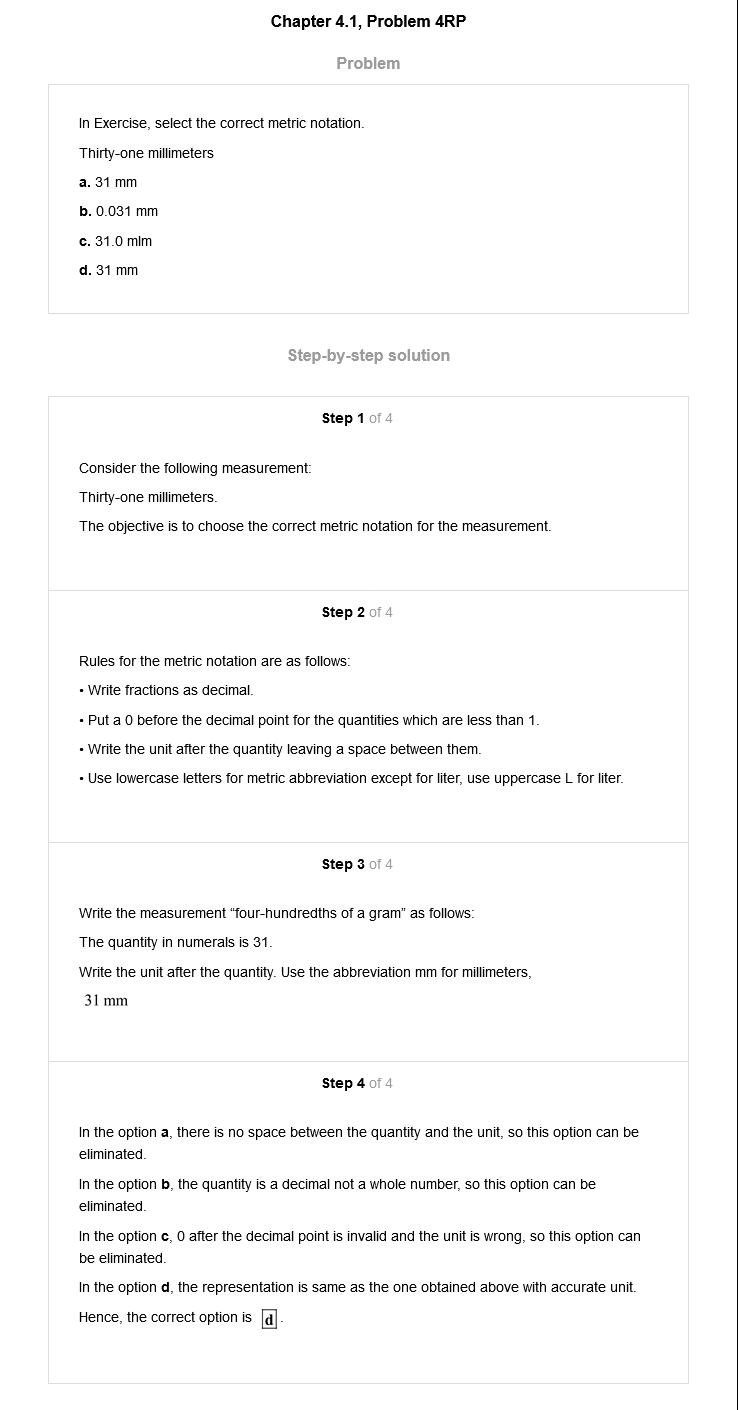 Chapter 4.1, Problem 4RP
Problem
In Exercise, select the correct metric notation.
Thirty-one millimeters
a. 31 mm
b. 0.031 mm
c. 31.0 mlm
d. 31 mm
Step-by-step solution
Step 1 of 4
Consider the following measurement:
Thirty-one millimeters.
The objective is to choose the correct metric notation for the measurement.
Step 2 of 4
Rules for the metric notation are as follows:
• Write fractions as decimal.
• Put a 0 before the decimal point for the quantities which are less than 1.
• Write the unit after the quantity leaving a space between them.
• Use lowercase letters for metric abbreviation except for liter, use uppercase L for liter.
Step 3 of 4
Write the measurement “four-hundredths of a gram” as follows:
The quantity in numerals is 31.
Write the unit after the quantity. Use the abbreviation mm for millimeters,
31 mm
Step 4 of 4
In the option a, there is no space between the quantity and the unit, so this option can be
eliminated.
In the option b, the quantity is a decimal not a whole number, so this option can be
eliminated.
In the option c, 0 after the decimal point is invalid and the unit is wrong, so this option can
be eliminated.
In the option d, the representation is same as the one obtained above with accurate unit.
Hence, the correct option is d.